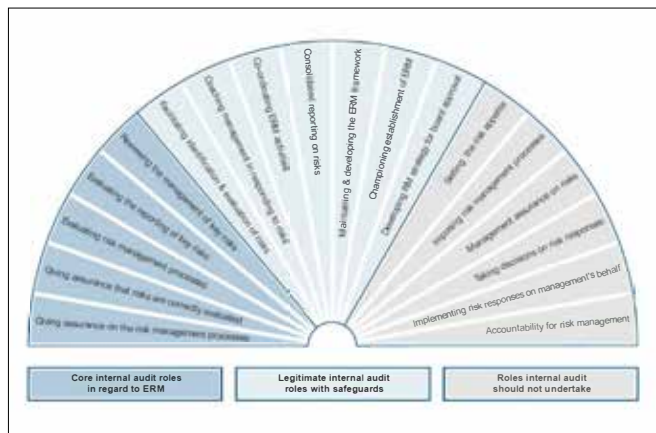 Giving assurance on the risk management processes
Giving assurance that risks are correctly evaluated
Evaluating risk management processes
Evaluating the reporting of key risks
Reviewing the management of key risks
Facilitating identification & evaluation of risks
Coaching management in responding to risks
Co-ordinating ERM activities
Consolidated reporting on risks
Maintaining & developing the ERM framework
Championing establishment of ERM
Developing RM strategy for board approval
Setting the risk appetite
Imposing risk management processes
Management assurance on risks
Taking decisions on risk responses
Implementing risk responses on management's behalf
Accountability for risk management
Core internal audit roles
in regard to ERM
Legitimate internal audit
roles with safeguards
Roles internal audit
should not undertake